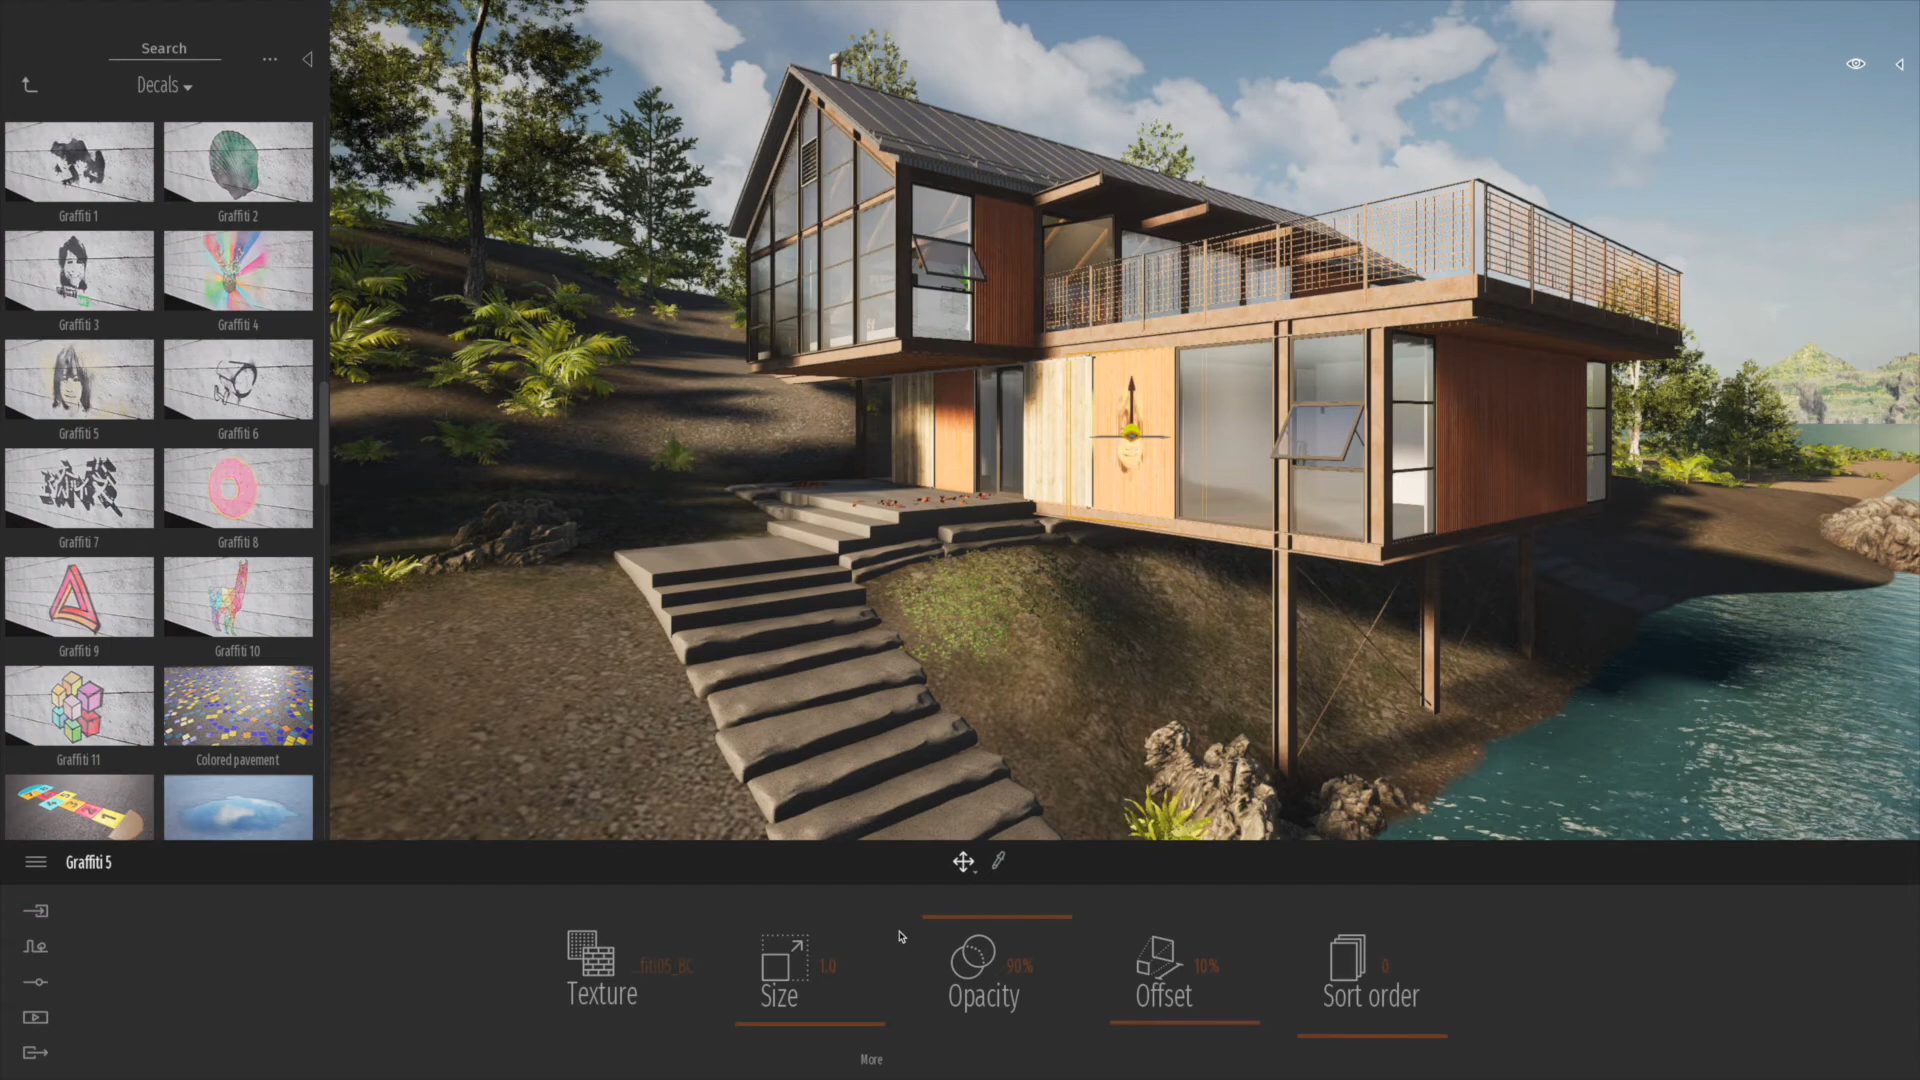 Search
...
Decals
Graffiti 1
Graffiti 2
Graffiti 3
Graffiti 4
Graffiti 5
Graffiti 6
Graffiti 7
Graffiti 8
Graffiti 9
Graffiti 10
Graffiti 11
Colored pavement
Graffiti 5
...fiti05_BC
Texture
1.0
Size
90%
Opacity
10%
Offset
0
Sort order
More